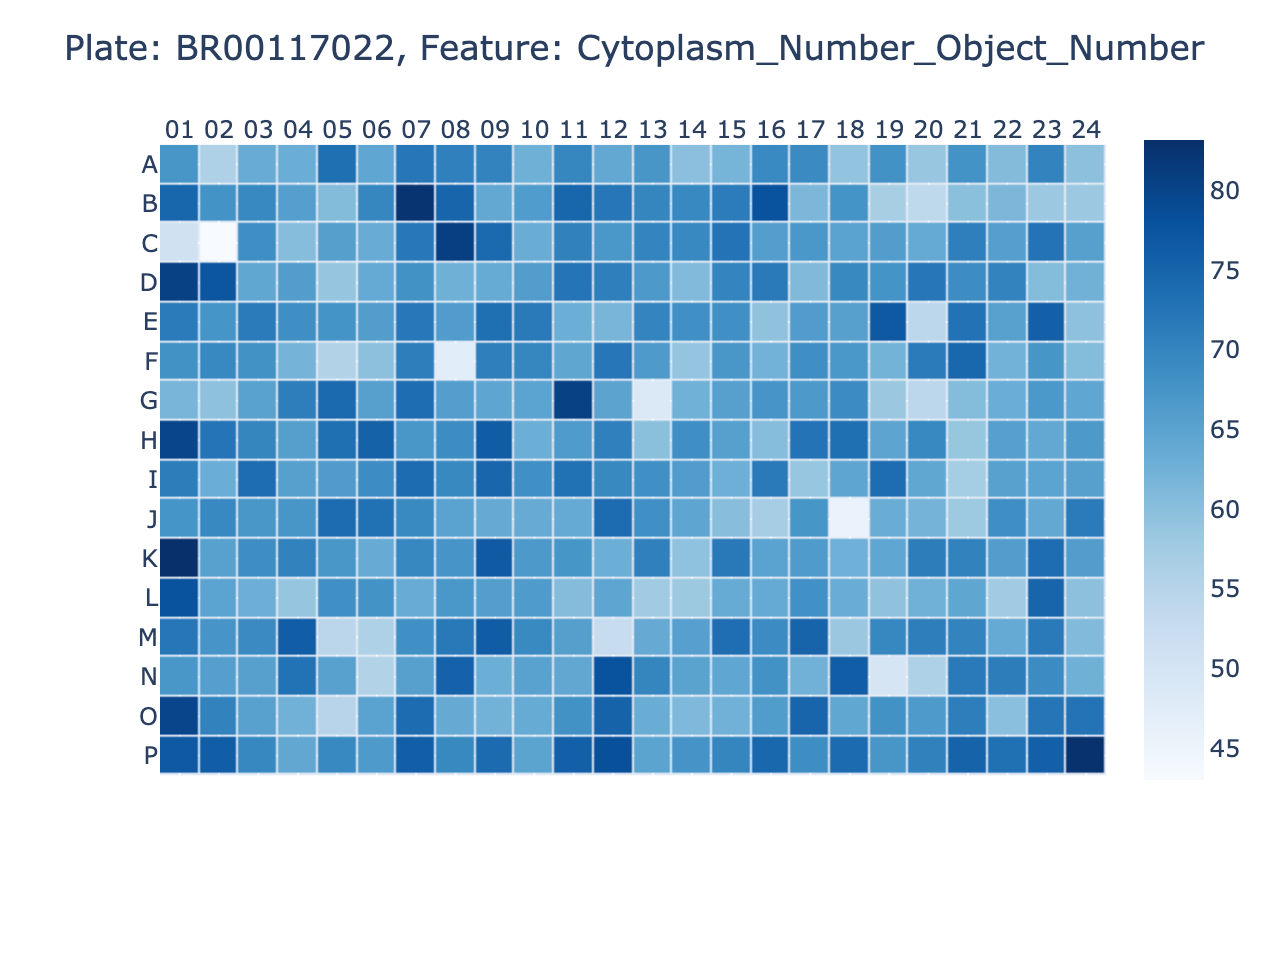 Plate: BR00117022, Feature: Cytoplasm_Number_Object_Number
01 02 03 04 05 06 07 08 09 10 11 12 13 14 15 16 17 18 19 20 21 22 23 24
A
B
C
D
E
F
G
H
I
J
K
L
M
N
O
P
80
75
70
65
60
55
50
45